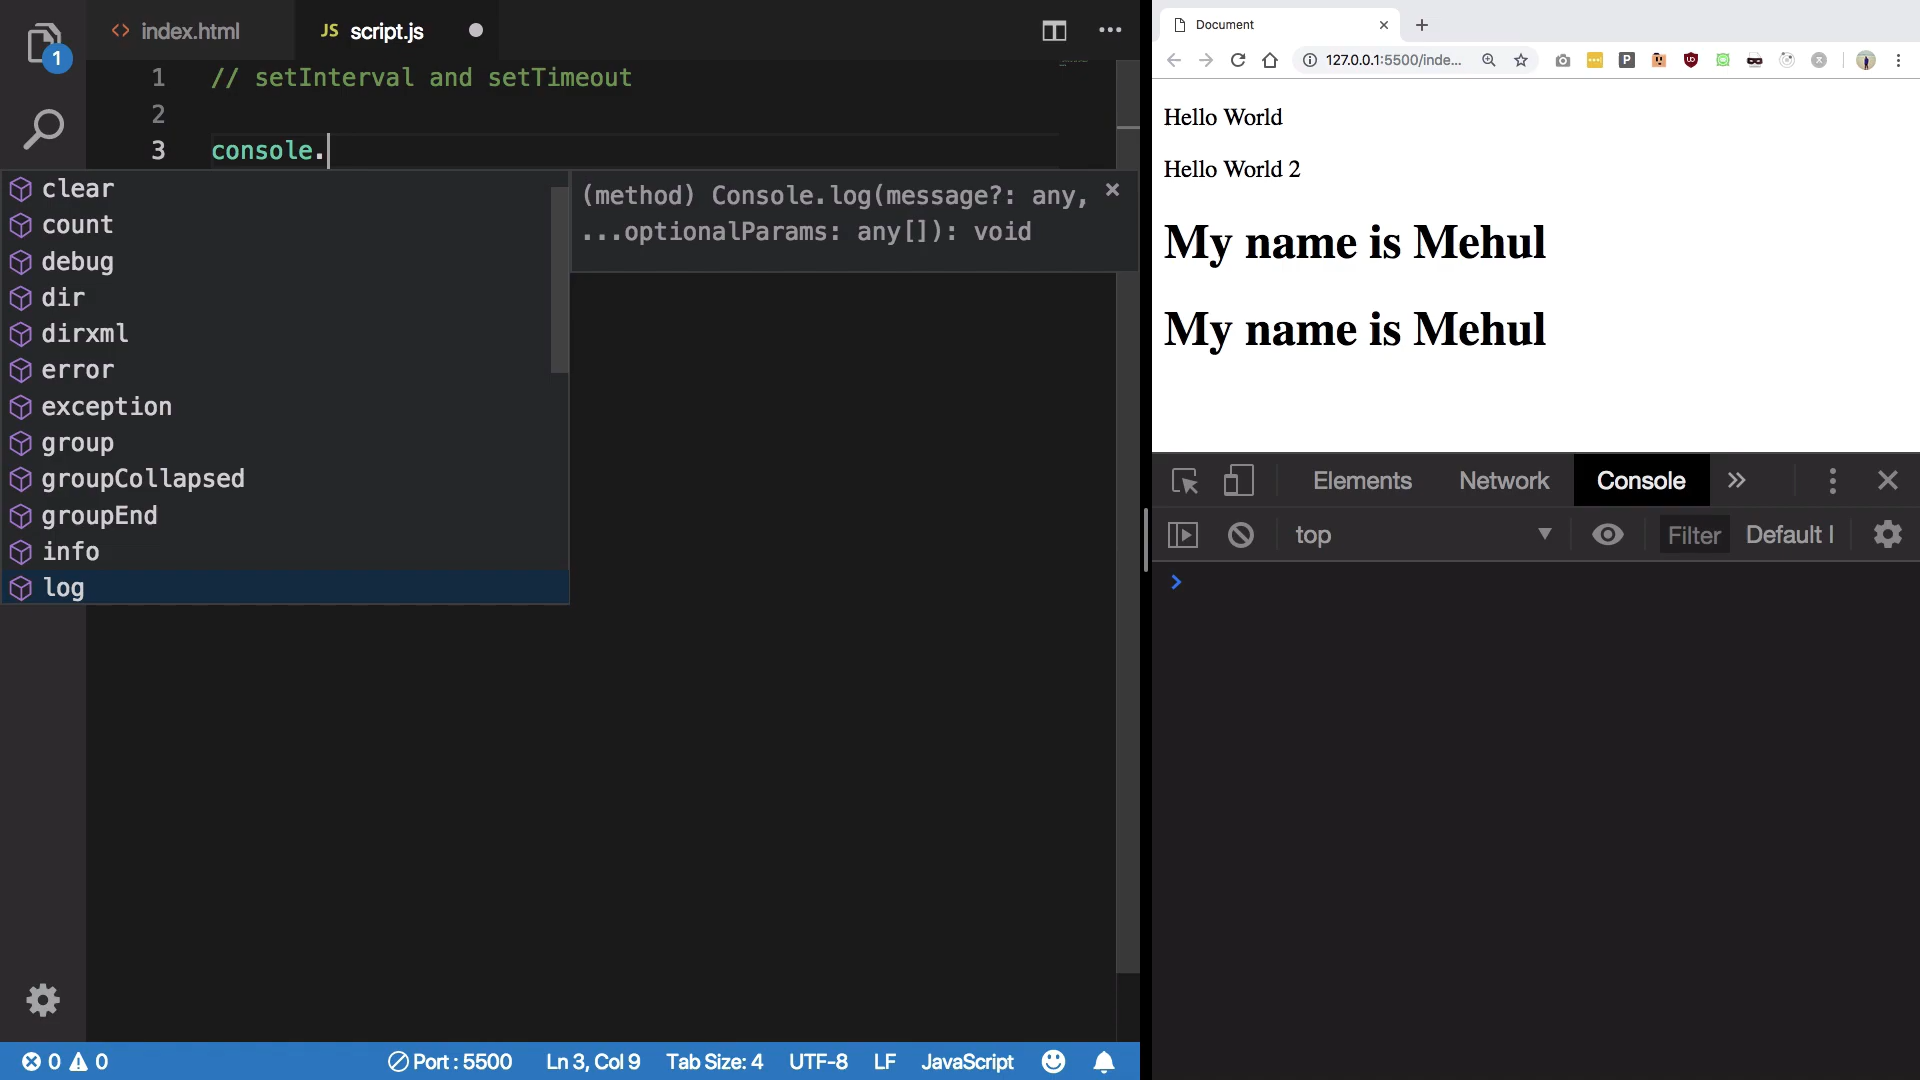 1
index.html
JS script.js
1 // setInterval and setTimeout
2
3 console.
clear
count
debug
dir
dirxml
error
exception
group
groupCollapsed
groupEnd
info
log
(method) Console.log(message?: any,
...optionalParams: any[]): void
0 0
Port : 5500
Ln 3, Col 9
Tab Size: 4
UTF-8
LF
JavaScript
Document
127.0.0.1:5500/inde...
Hello World
Hello World 2
My name is Mehul
My name is Mehul
Elements
Network
Console
top
Filter
Default l